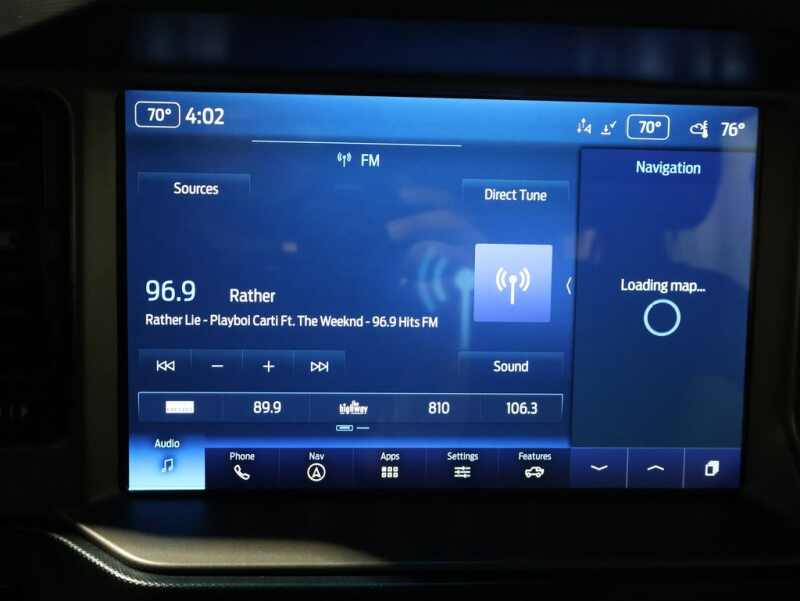 70° 4:02 70° 76°
FM
Navigation
Sources
Direct Tune
Loading map...
96.9 Rather
Rather Lie - Playboi Carti Ft. The Weeknd - 96.9 Hits FM
Sound
89.9 the highway 810 106.3
Audio Phone Nav Apps Settings Features